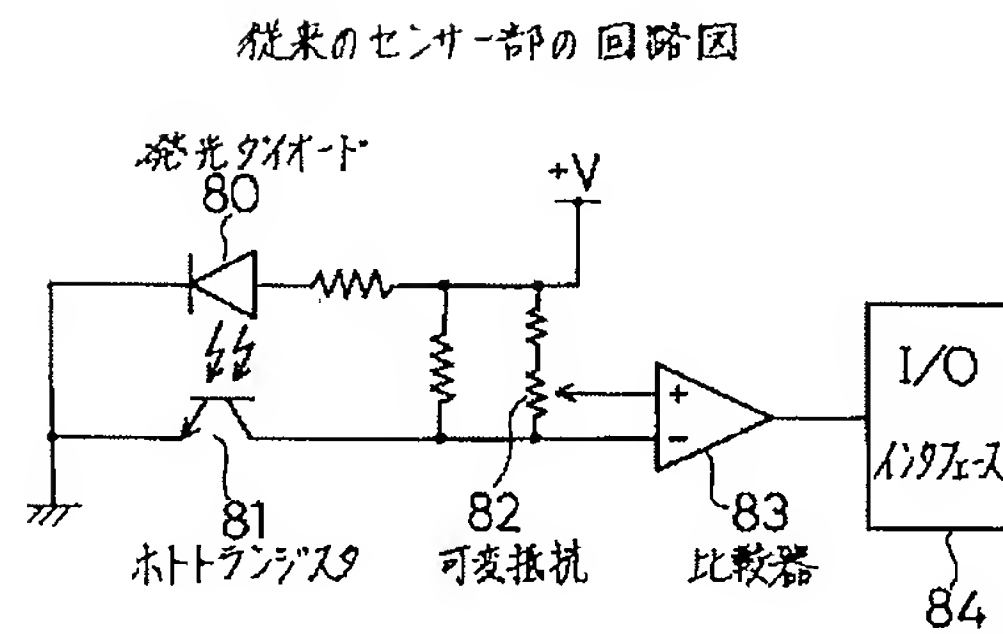 従来のセンサー部の回路図
発光ダイオード
80
+V
I/O
インタフェース
+
-
81
ホトトランジスタ
82
可変抵抗
83
比較器
84